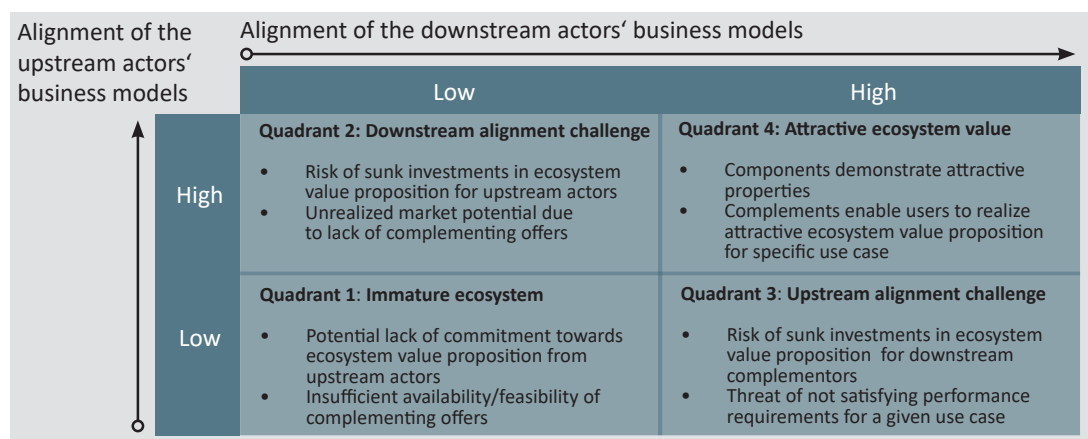 Alignment of the
upstream actors‘
business models
Alignment of the downstream actors‘ business models
Low
High
High
Quadrant 2: Downstream alignment challenge
• Risk of sunk investments in ecosystem
value proposition for upstream actors
• Unrealized market potential due
to lack of complementing offers
Quadrant 4: Attractive ecosystem value
• Components demonstrate attractive
properties
• Complements enable users to realize
attractive ecosystem value proposition
for specific use case
Low
Quadrant 1: Immature ecosystem
• Potential lack of commitment towards
ecosystem value proposition from
upstream actors
• Insufficient availability/feasibility of
complementing offers
Quadrant 3: Upstream alignment challenge
• Risk of sunk investments in ecosystem
value proposition for downstream
complementors
• Threat of not satisfying performance
requirements for a given use case